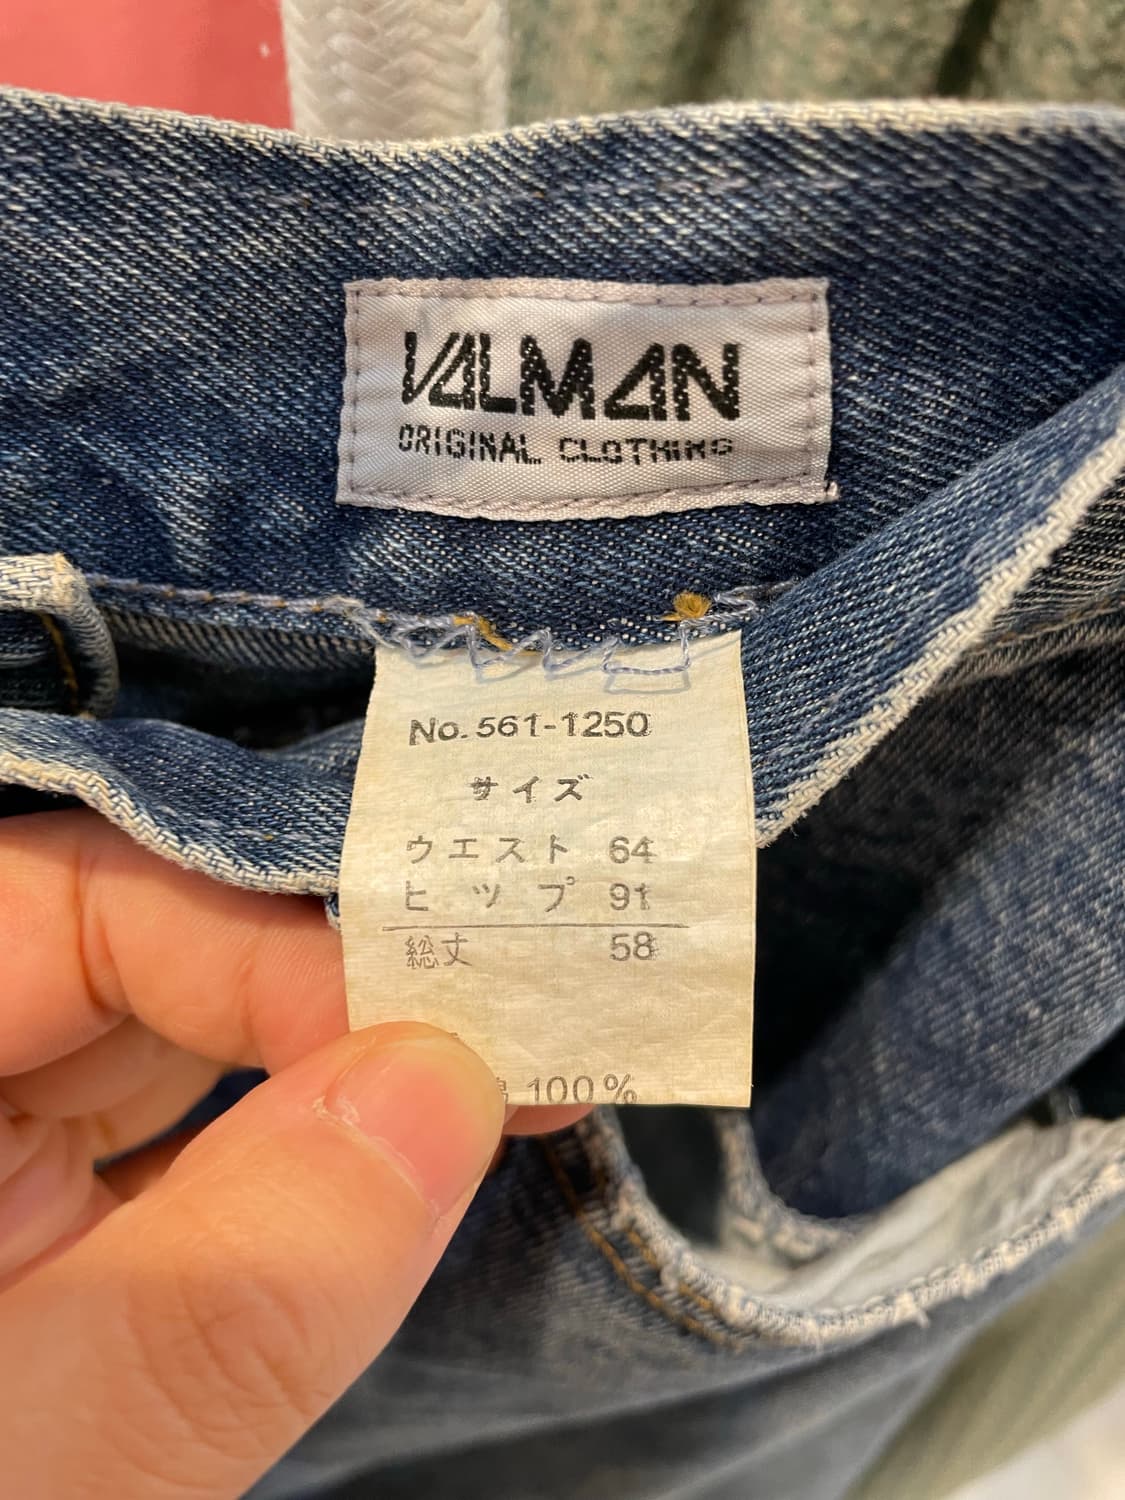 VALMAN
ORIGINAL CLOTHING
No. 561-1250
サイズ
ウエスト 64
ヒップ 91
総丈 58
綿 100%